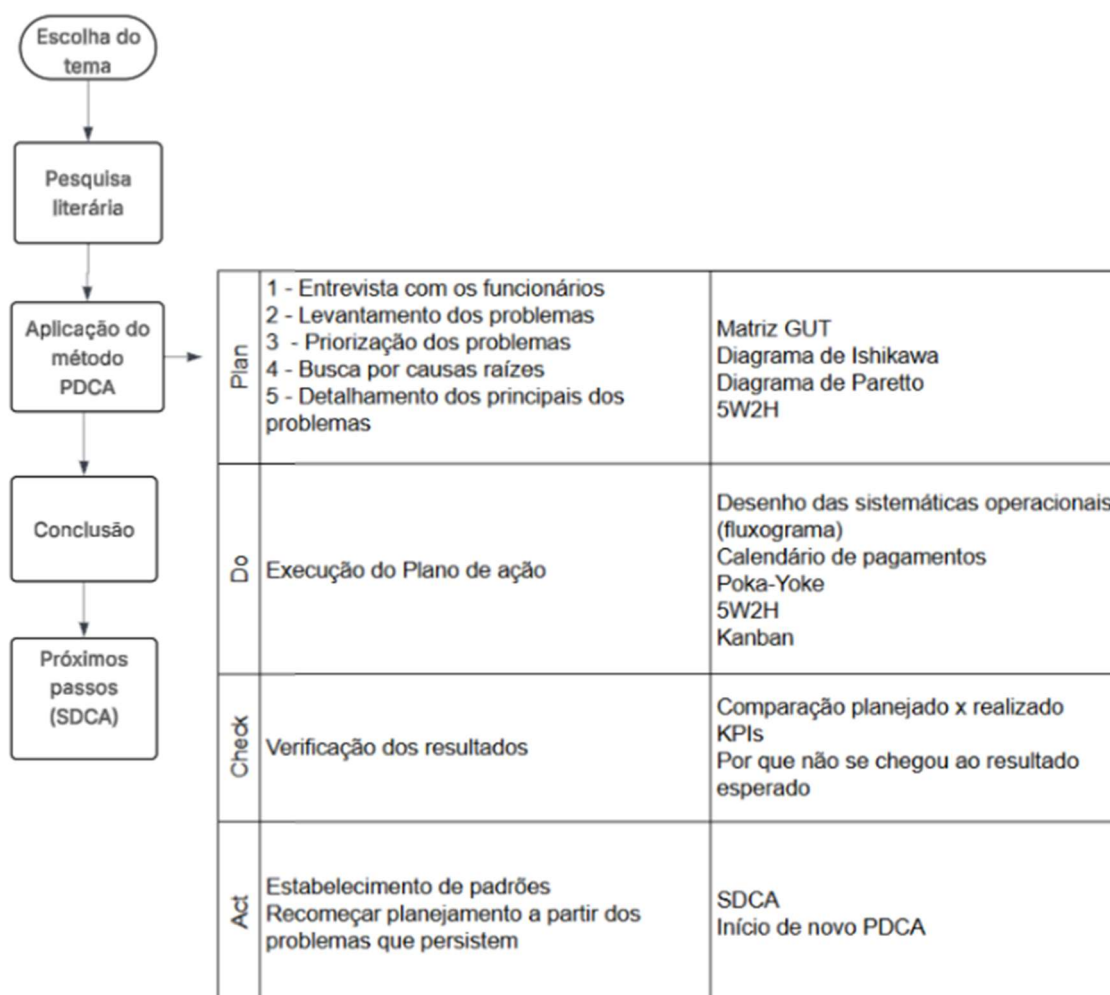 Escolha do
tema
Pesquisa
literária
Aplicação do
método
PDCA
Conclusão
Próximos
passos
(SDCA)
Plan
1 - Entrevista com os funcionários
2 - Levantamento dos problemas
3 - Priorização dos problemas
4 - Busca por causas raízes
5 - Detalhamento dos principais dos
problemas
Matriz GUT
Diagrama de Ishikawa
Diagrama de Paretto
5W2H
Do
Execução do Plano de ação
Desenho das sistemáticas operacionais
(fluxograma)
Calendário de pagamentos
Poka-Yoke
5W2H
Kanban
Check
Verificação dos resultados
Comparação planejado x realizado
KPIs
Por que não se chegou ao resultado
esperado
Act
Estabelecimento de padrões
Recomeçar planejamento a partir dos
problemas que persistem
SDCA
Início de novo PDCA